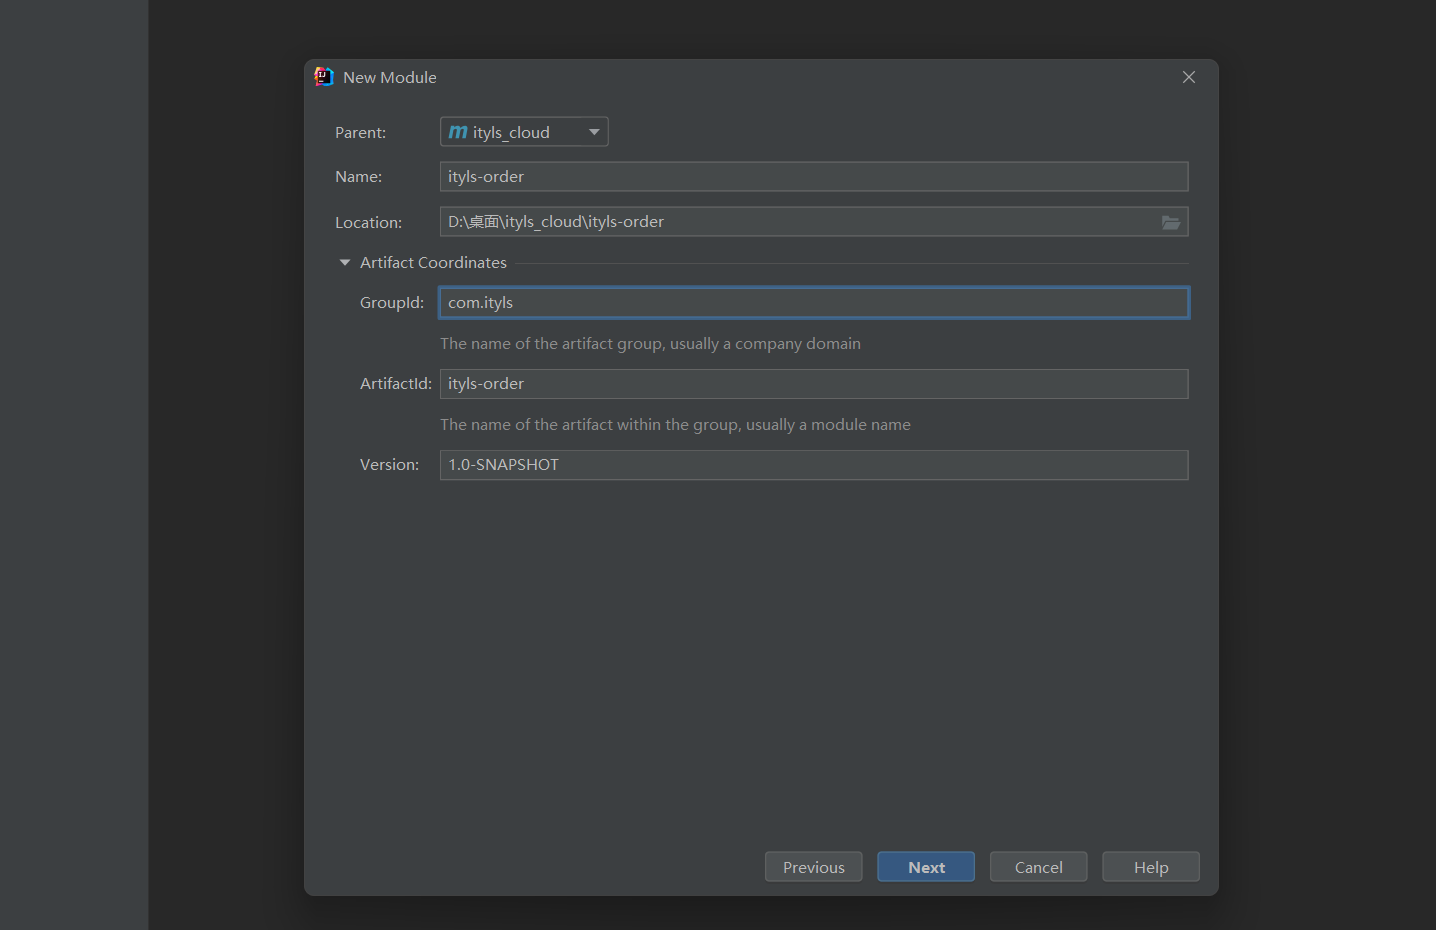 New Module
Parent: m ityls_cloud
Name: ityls-order
Location: D:\桌面\ityls_cloud\ityls-order
Artifact Coordinates
GroupId: com.ityls
The name of the artifact group, usually a company domain
ArtifactId: ityls-order
The name of the artifact within the group, usually a module name
Version: 1.0-SNAPSHOT
Previous Next Cancel Help